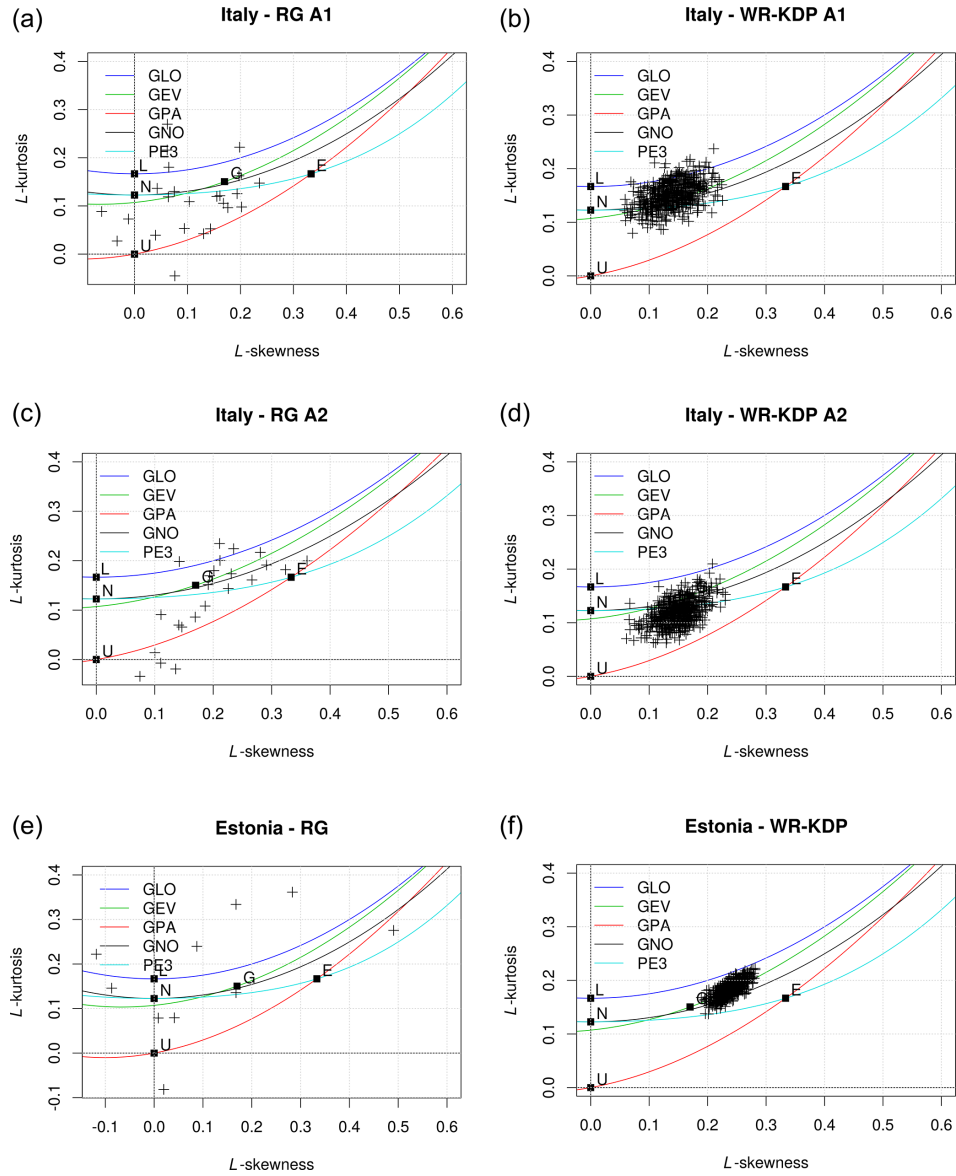 (a)
Italy - RG A1
L-kurtosis
0.0 0.1 0.2 0.3 0.4
GLO
GEV
GPA
GNO
PE3
L
N
G
E
U
0.0 0.1 0.2 0.3 0.4 0.5 0.6
L-skewness
(b)
Italy - WR-KDP A1
L-kurtosis
0.0 0.1 0.2 0.3 0.4
GLO
GEV
GPA
GNO
PE3
L
N
E
U
0.0 0.1 0.2 0.3 0.4 0.5 0.6
L-skewness
(c)
Italy - RG A2
L-kurtosis
0.0 0.1 0.2 0.3 0.4
GLO
GEV
GPA
GNO
PE3
L
N
G
E
U
0.0 0.1 0.2 0.3 0.4 0.5 0.6
L-skewness
(d)
Italy - WR-KDP A2
L-kurtosis
0.0 0.1 0.2 0.3 0.4
GLO
GEV
GPA
GNO
PE3
L
N
E
U
0.0 0.1 0.2 0.3 0.4 0.5 0.6
L-skewness
(e)
Estonia - RG
L-kurtosis
-0.1 0.0 0.1 0.2 0.3 0.4
GLO
GEV
GPA
GNO
PE3
L
N
G
E
U
-0.1 0.0 0.1 0.2 0.3 0.4 0.5 0.6
L-skewness
(f)
Estonia - WR-KDP
L-kurtosis
0.0 0.1 0.2 0.3 0.4
GLO
GEV
GPA
GNO
PE3
L
N
G
E
U
0.0 0.1 0.2 0.3 0.4 0.5 0.6
L-skewness